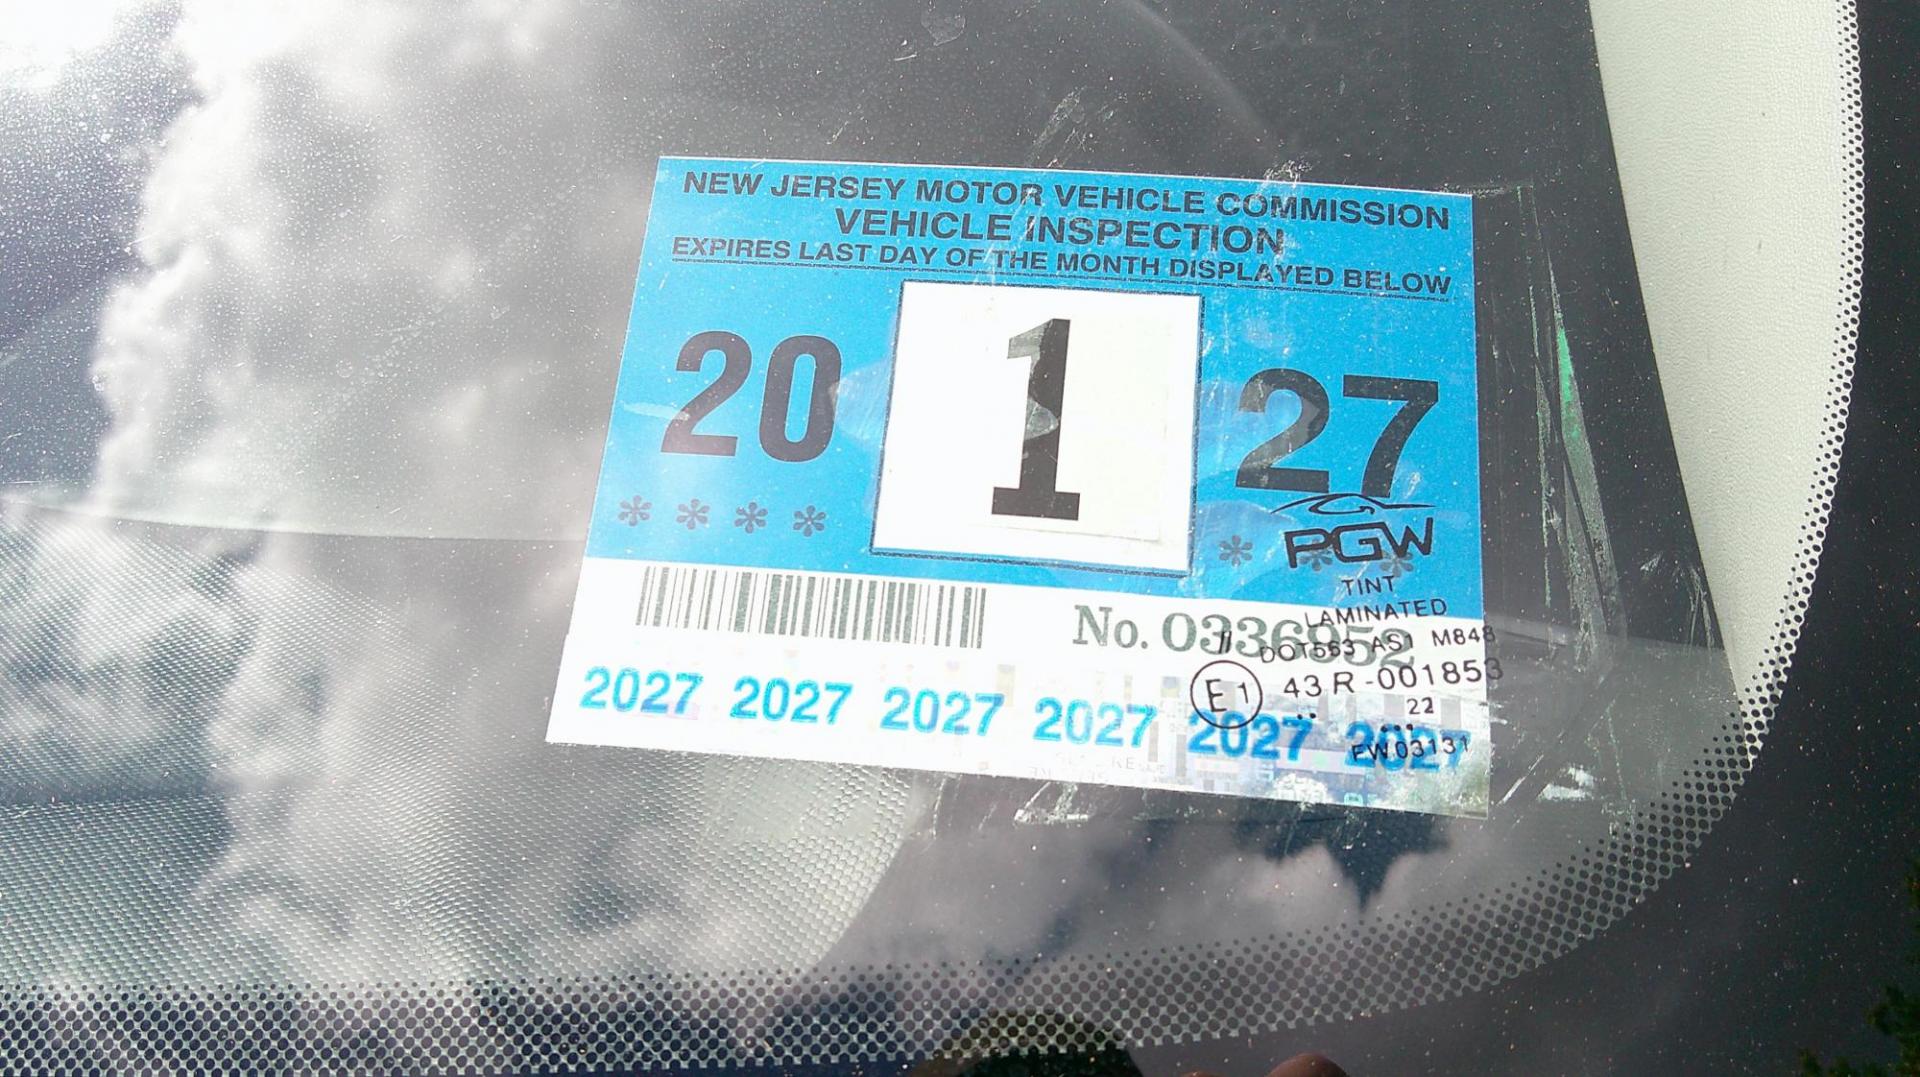 NEW JERSEY MOTOR VEHICLE COMMISSION
VEHICLE INSPECTION
EXPIRES LAST DAY OF THE MONTH DISPLAYED BELOW
20 1 27
PGW
TINT
LAMINATED
No. 0336952
// DOT563 AS1 M848
E1 43R-001853
22
2027 2027 2027 2027 2027 2027
EW03131